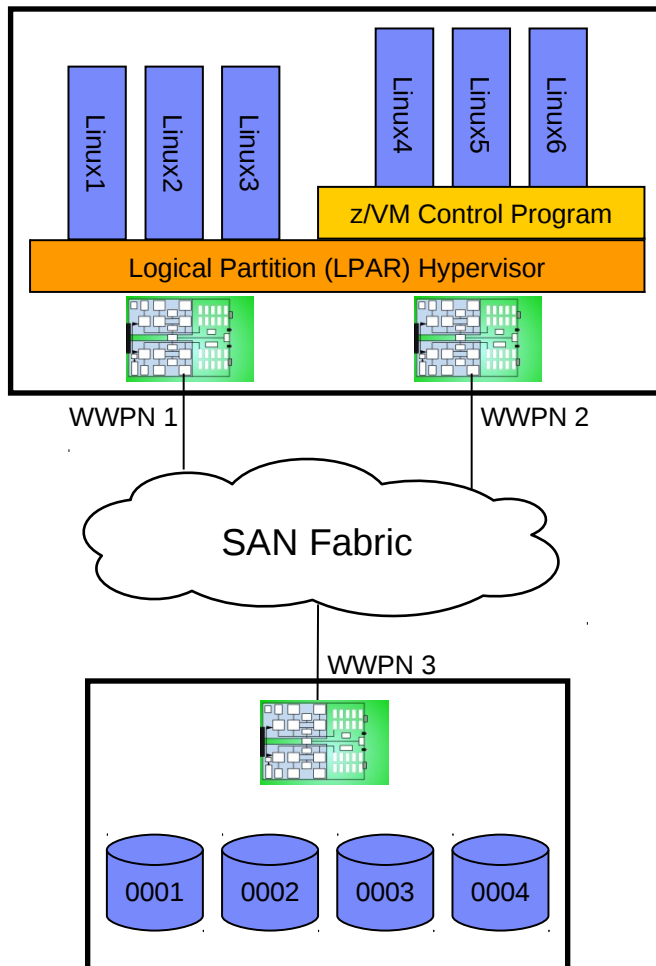 Linux1
Linux2
Linux3
Linux4
Linux5
Linux6
z/VM Control Program
Logical Partition (LPAR) Hypervisor
WWPN 1
WWPN 2
SAN Fabric
WWPN 3
0001
0002
0003
0004